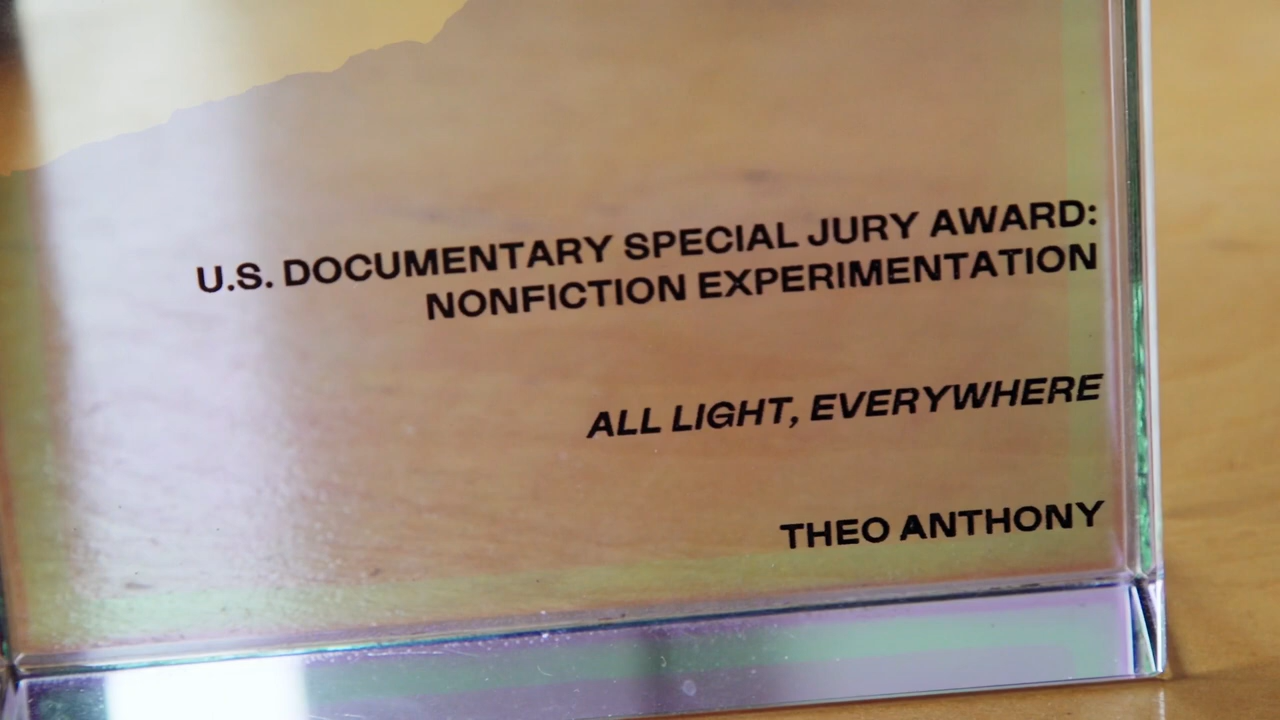 U.S. DOCUMENTARY SPECIAL JURY AWARD:
NONFICTION EXPERIMENTATION
ALL LIGHT, EVERYWHERE
THEO ANTHONY